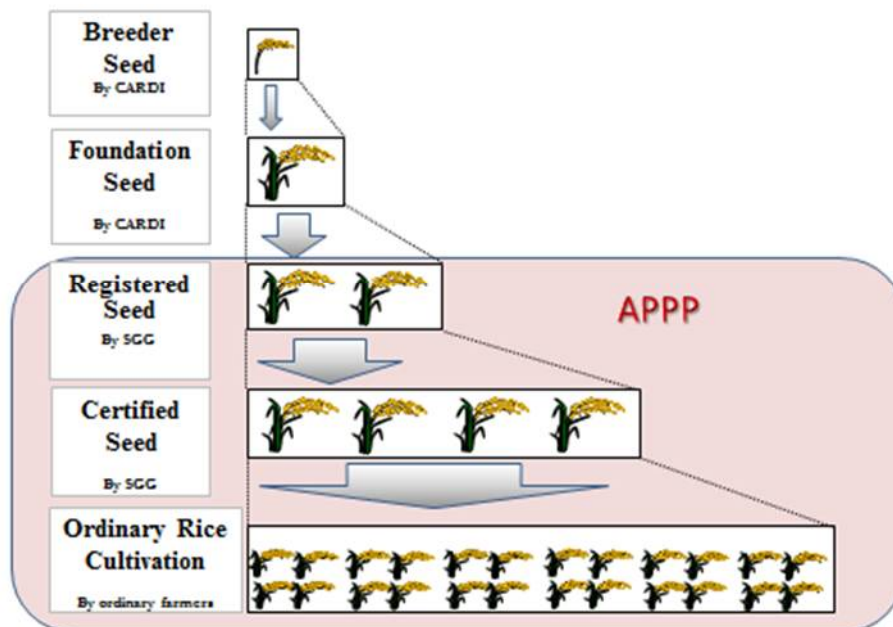 Breeder
Seed
By CARDI
Foundation
Seed
By CARDI
Registered
Seed
By SGG
APPP
Certified
Seed
By SGG
Ordinary Rice
Cultivation
By ordinary farmers